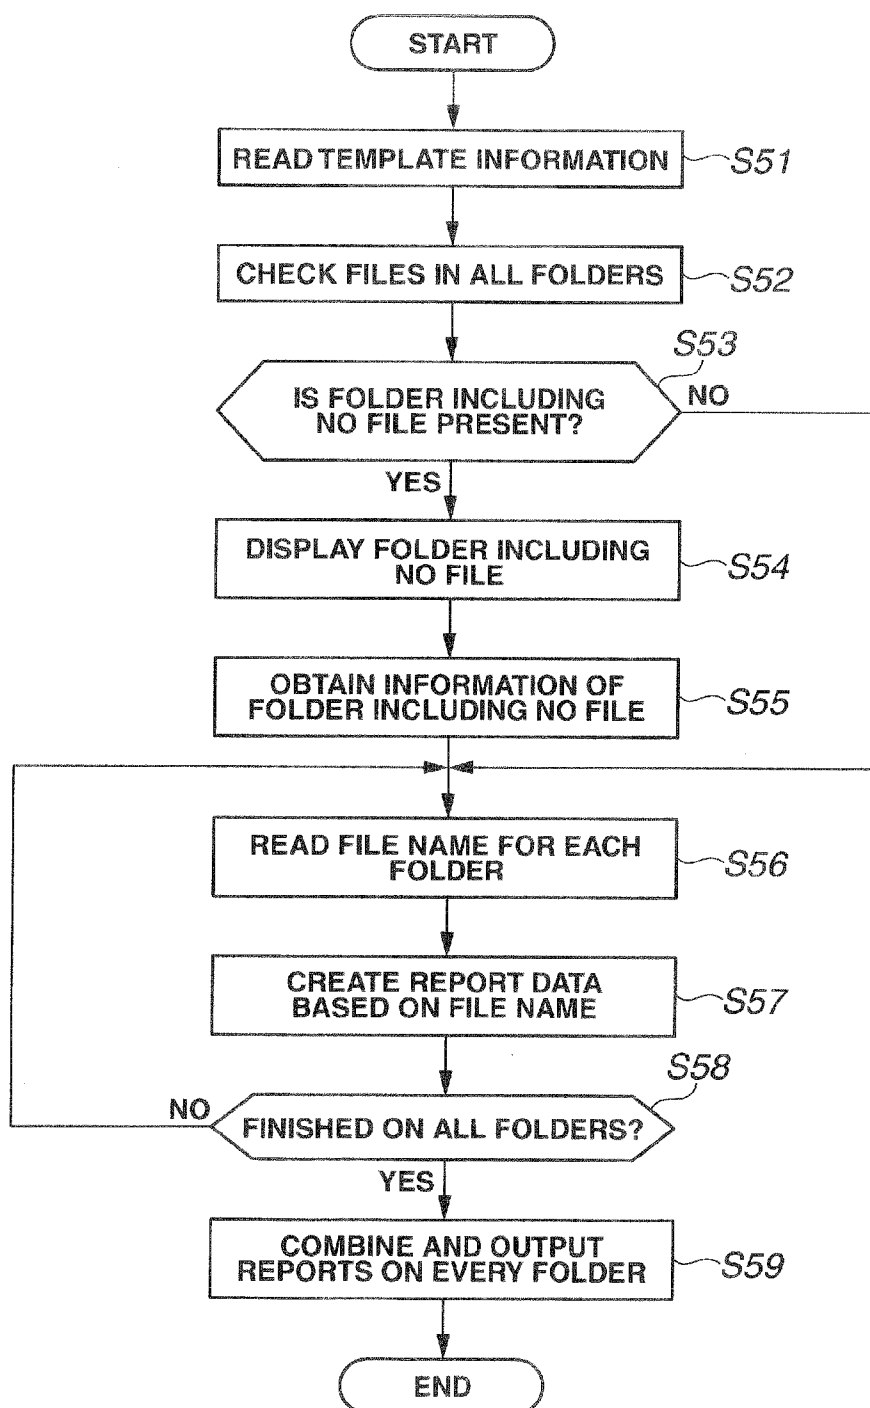 START
READ TEMPLATE INFORMATION
S51
CHECK FILES IN ALL FOLDERS
S52
S53
IS FOLDER INCLUDING
NO FILE PRESENT?
NO
YES
DISPLAY FOLDER INCLUDING
NO FILE
S54
OBTAIN INFORMATION OF
FOLDER INCLUDING NO FILE
S55
READ FILE NAME FOR EACH
FOLDER
S56
CREATE REPORT DATA
BASED ON FILE NAME
S57
S58
NO
FINISHED ON ALL FOLDERS?
YES
COMBINE AND OUTPUT
REPORTS ON EVERY FOLDER
S59
END